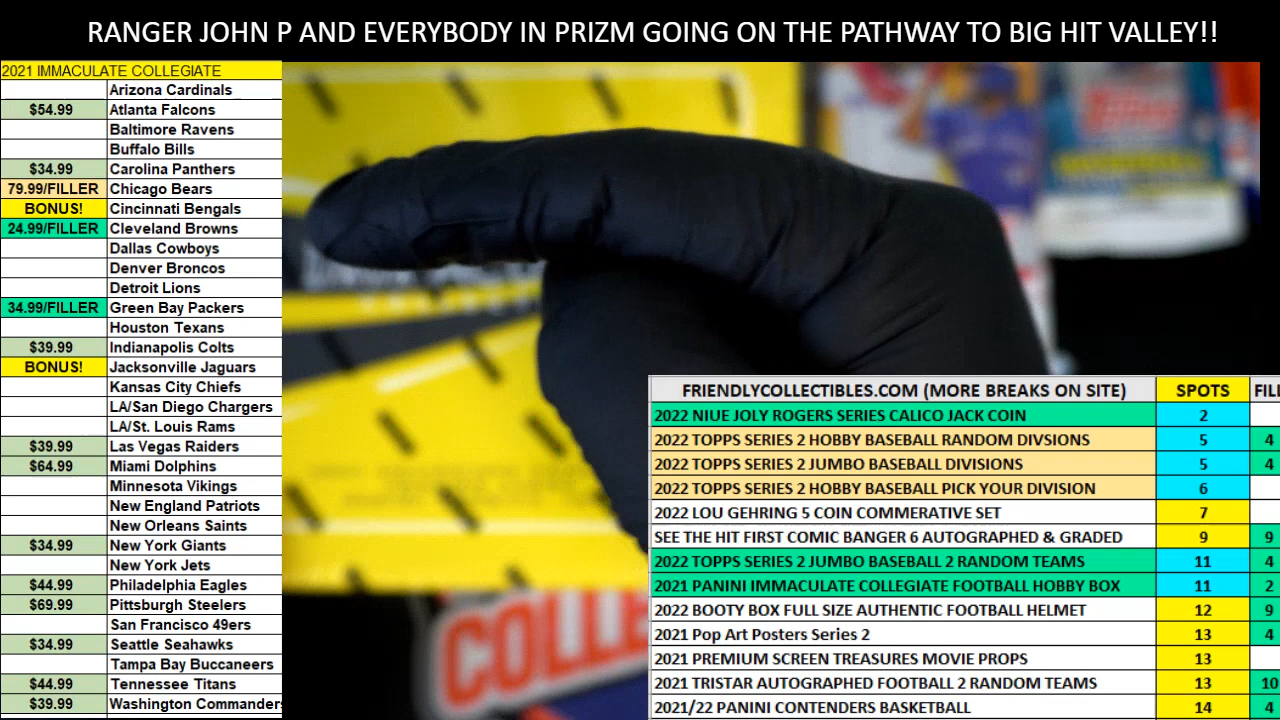 RANGER JOHN P AND EVERYBODY IN PRIZM GOING ON THE PATHWAY TO BIG HIT VALLEY!!
2021 IMMACULATE COLLEGIATE
Arizona Cardinals
$54.99 Atlanta Falcons
Baltimore Ravens
Buffalo Bills
$34.99 Carolina Panthers
79.99/FILLER Chicago Bears
BONUS! Cincinnati Bengals
24.99/FILLER Cleveland Browns
Dallas Cowboys
Denver Broncos
Detroit Lions
34.99/FILLER Green Bay Packers
Houston Texans
$39.99 Indianapolis Colts
BONUS! Jacksonville Jaguars
Kansas City Chiefs
LA/San Diego Chargers
LA/St. Louis Rams
$39.99 Las Vegas Raiders
$64.99 Miami Dolphins
Minnesota Vikings
New England Patriots
New Orleans Saints
$34.99 New York Giants
New York Jets
$44.99 Philadelphia Eagles
$69.99 Pittsburgh Steelers
San Francisco 49ers
$34.99 Seattle Seahawks
Tampa Bay Buccaneers
$44.99 Tennessee Titans
$39.99 Washington Commanders
Topps
COLLE
FRIENDLYCOLLECTIBLES.COM (MORE BREAKS ON SITE) SPOTS FILL
2022 NIUE JOLY ROGERS SERIES CALICO JACK COIN 2
2022 TOPPS SERIES 2 HOBBY BASEBALL RANDOM DIVSIONS 5 4
2022 TOPPS SERIES 2 JUMBO BASEBALL DIVISIONS 5 4
2022 TOPPS SERIES 2 HOBBY BASEBALL PICK YOUR DIVISION 6
2022 LOU GEHRING 5 COIN COMMERATIVE SET 7
SEE THE HIT FIRST COMIC BANGER 6 AUTOGRAPHED & GRADED 9 9
2022 TOPPS SERIES 2 JUMBO BASEBALL 2 RANDOM TEAMS 11 4
2021 PANINI IMMACULATE COLLEGIATE FOOTBALL HOBBY BOX 11 2
2022 BOOTY BOX FULL SIZE AUTHENTIC FOOTBALL HELMET 12 9
2021 Pop Art Posters Series 2 13 4
2021 PREMIUM SCREEN TREASURES MOVIE PROPS 13
2021 TRISTAR AUTOGRAPHED FOOTBALL 2 RANDOM TEAMS 13 10
2021/22 PANINI CONTENDERS BASKETBALL 14 4